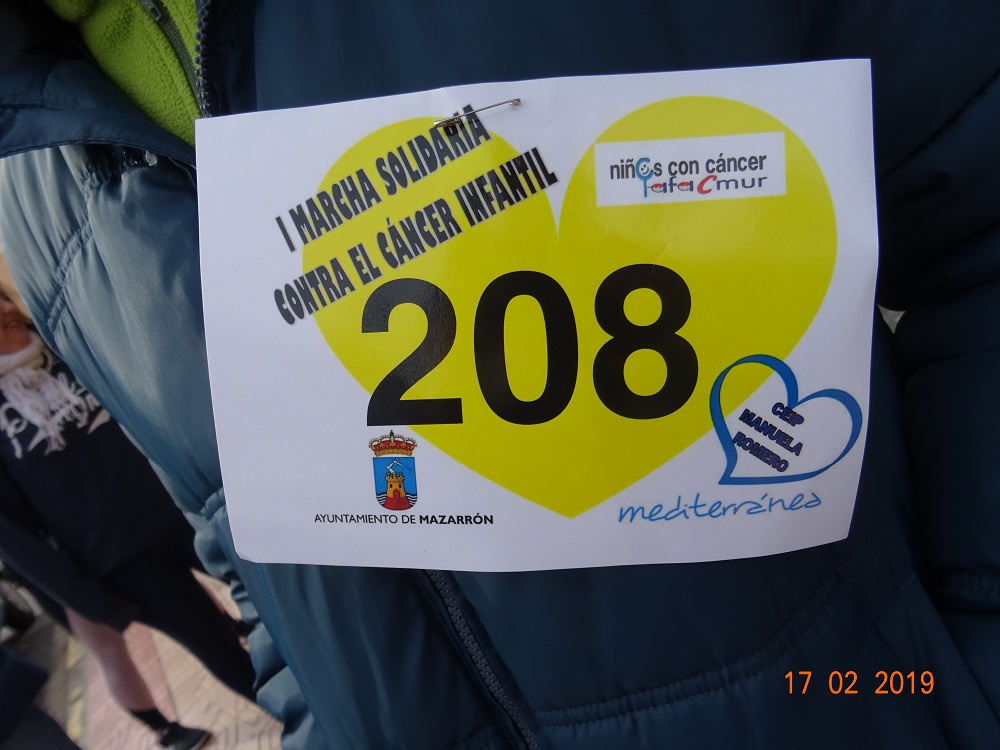 I MARCHA SOLIDARÍA
CONTRA EL CÁNCER INFANTIL
niños con cáncer
afacmur
208
CEIP
MANUELA
ROMERO
mediterránea
AYUNTAMIENTO DE MAZARRÓN
17 02 2019